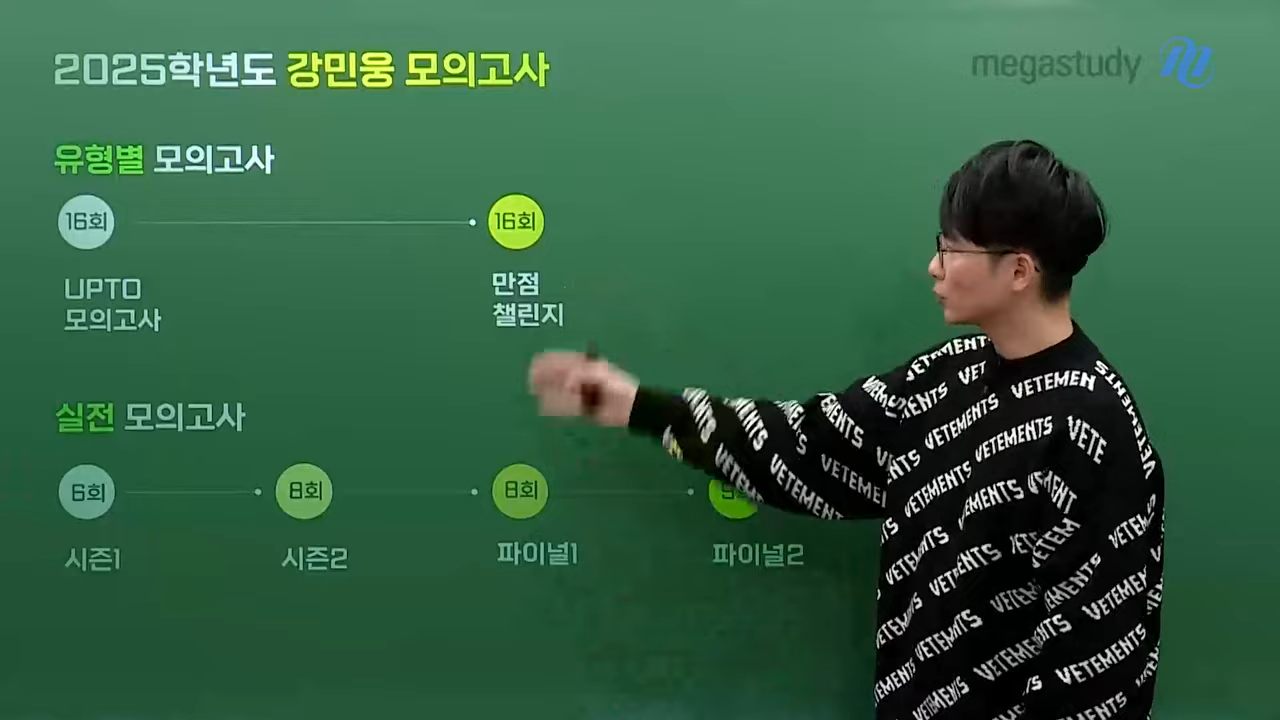 2025학년도 강민웅 모의고사
megastudy
유형별 모의고사
16회
16회
UPTO
모의고사
만점
챌린지
실전 모의고사
6회
8회
8회
시즌1
시즌2
파이널1
파이널2
VETEMENTS